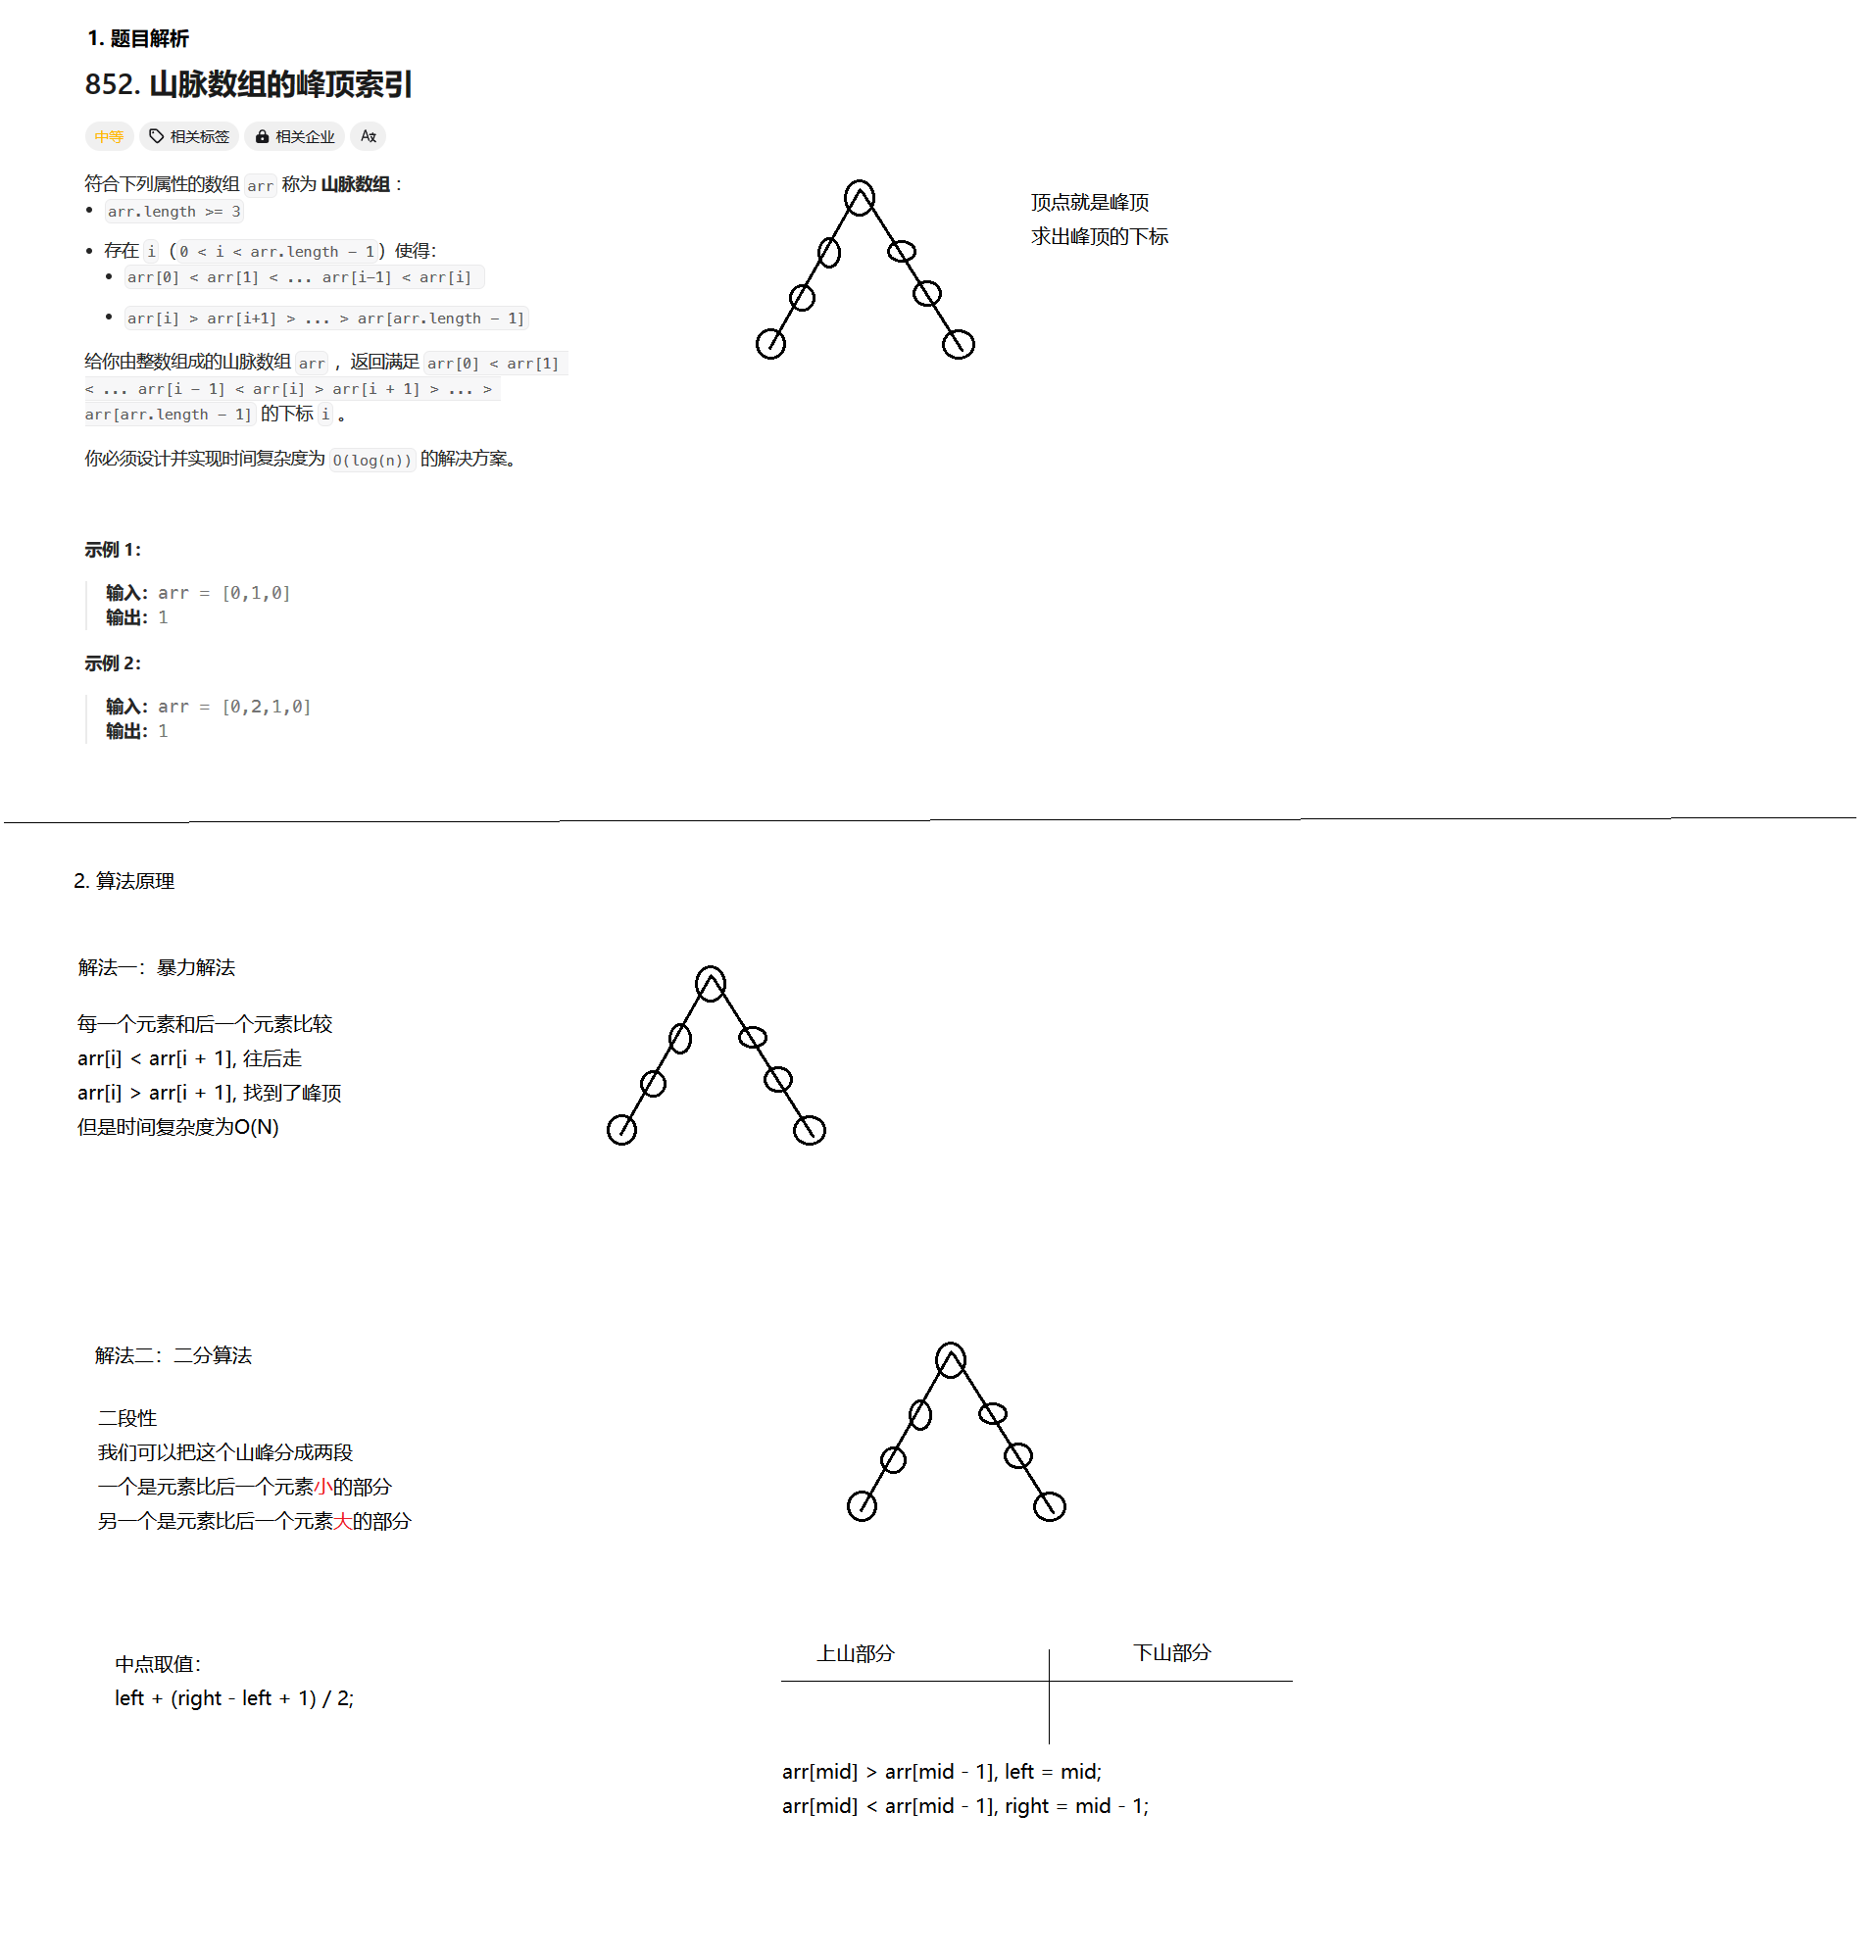 1. 题目解析
852. 山脉数组的峰顶索引
中等 相关标签 相关企业 A文
符合下列属性的数组 arr 称为 山脉数组 ：
• arr.length >= 3
• 存在 i （0 < i < arr.length - 1）使得：
• arr[0] < arr[1] < ... arr[i-1] < arr[i]
• arr[i] > arr[i+1] > ... > arr[arr.length - 1]
给你由整数组成的山脉数组 arr ，返回满足 arr[0] < arr[1]
< ... arr[i - 1] < arr[i] > arr[i + 1] > ... >
arr[arr.length - 1] 的下标 i 。
你必须设计并实现时间复杂度为 O(log(n)) 的解决方案。
顶点就是峰顶
求出峰顶的下标
示例 1：
输入：arr = [0,1,0]
输出：1
示例 2：
输入：arr = [0,2,1,0]
输出：1
2. 算法原理
解法一：暴力解法
每一个元素和后一个元素比较
arr[i] < arr[i + 1], 往后走
arr[i] > arr[i + 1], 找到了峰顶
但是时间复杂度为O(N)
解法二：二分算法
二段性
我们可以把这个山峰分成两段
一个是元素比后一个元素小的部分
另一个是元素比后一个元素大的部分
中点取值：
left + (right - left + 1) / 2;
上山部分 下山部分
arr[mid] > arr[mid - 1], left = mid;
arr[mid] < arr[mid - 1], right = mid - 1;